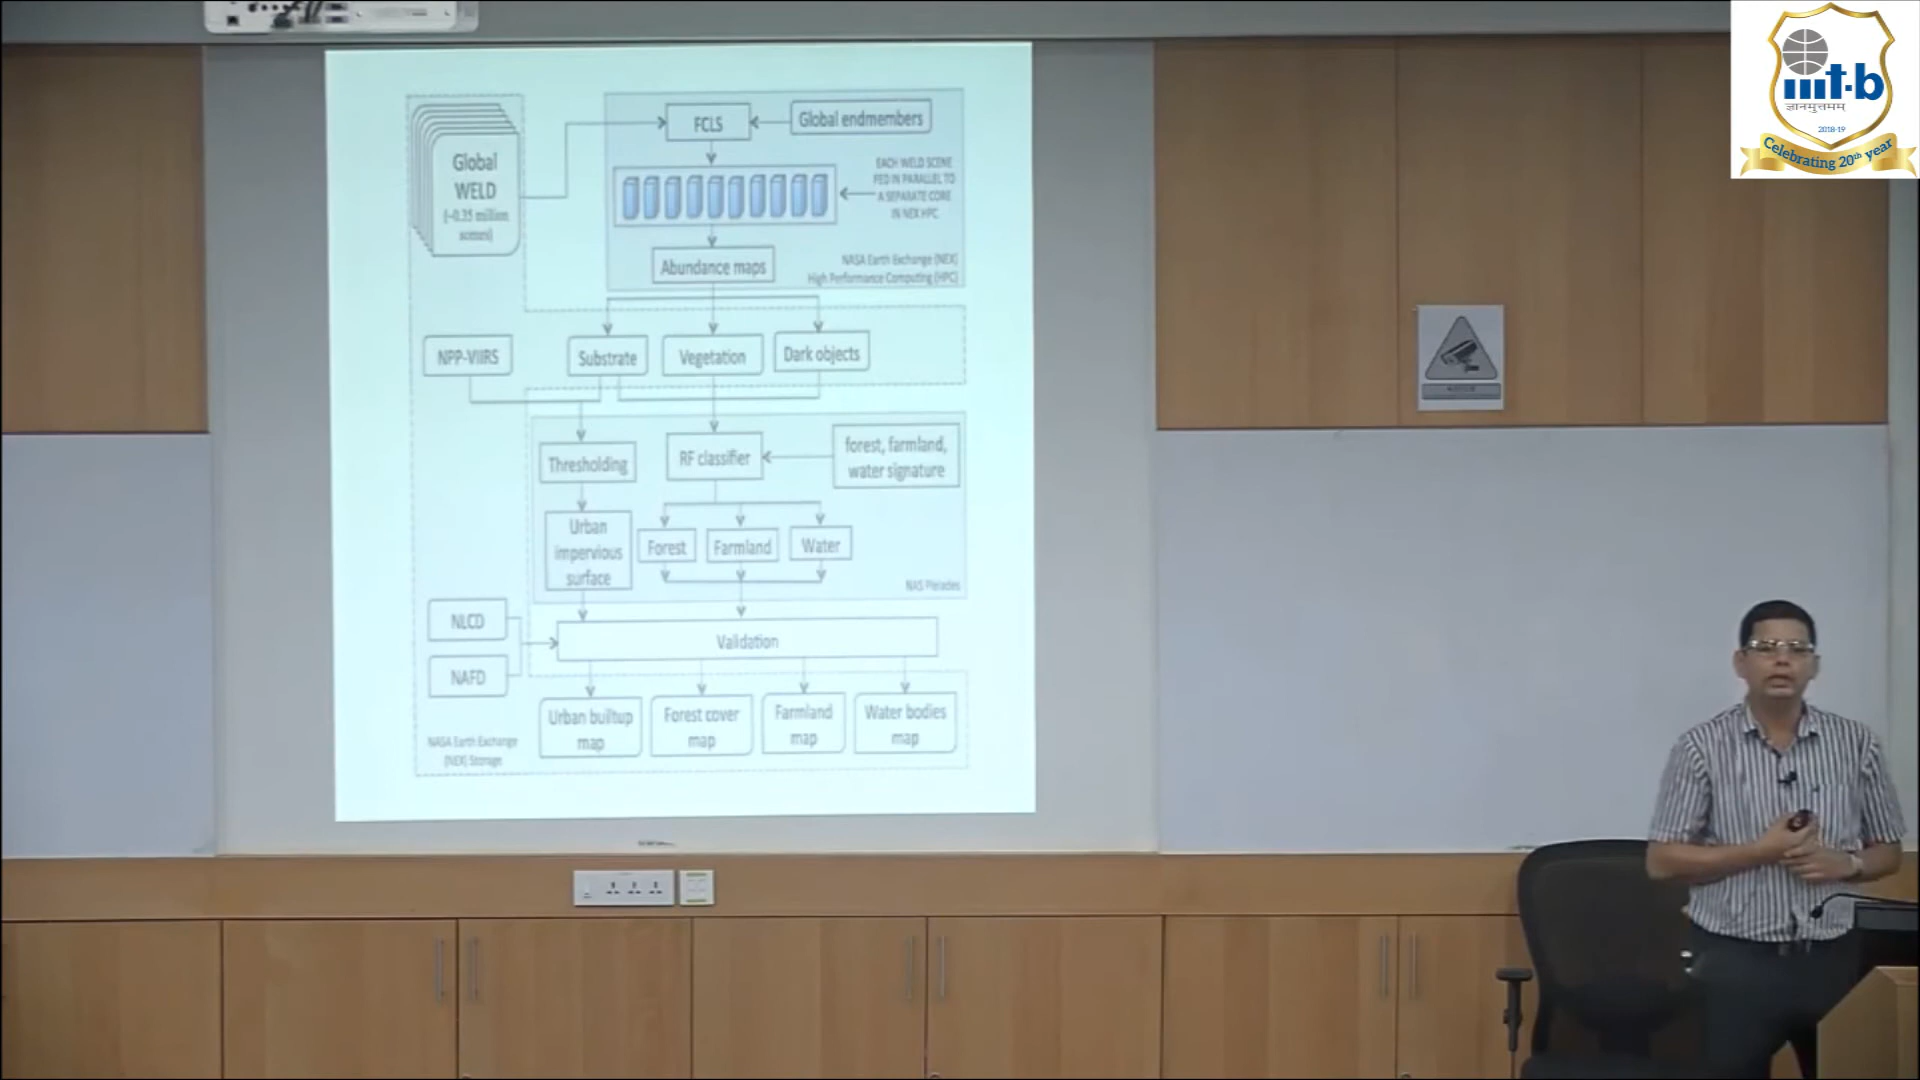 Global
WELD
(~0.35 million
scenes)
FCLS
Global endmembers
EACH WELD SCENE
FED IN PARALLEL TO
A SEPARATE CORE
IN NEX HPC
Abundance maps
NASA Earth Exchange (NEX)
High Performance Computing (HPC)
NPP-VIIRS
Substrate
Vegetation
Dark objects
Thresholding
RF classifier
forest, farmland,
water signature
Urban
impervious
surface
Forest
Farmland
Water
NAS Pleiades
NLCD
NAFD
Validation
Urban builtup
map
Forest cover
map
Farmland
map
Water bodies
map
NASA Earth Exchange
(NEX) Storage
iiit-b
ज्ञानमुत्तमम्
2018-19
Celebrating 20th year